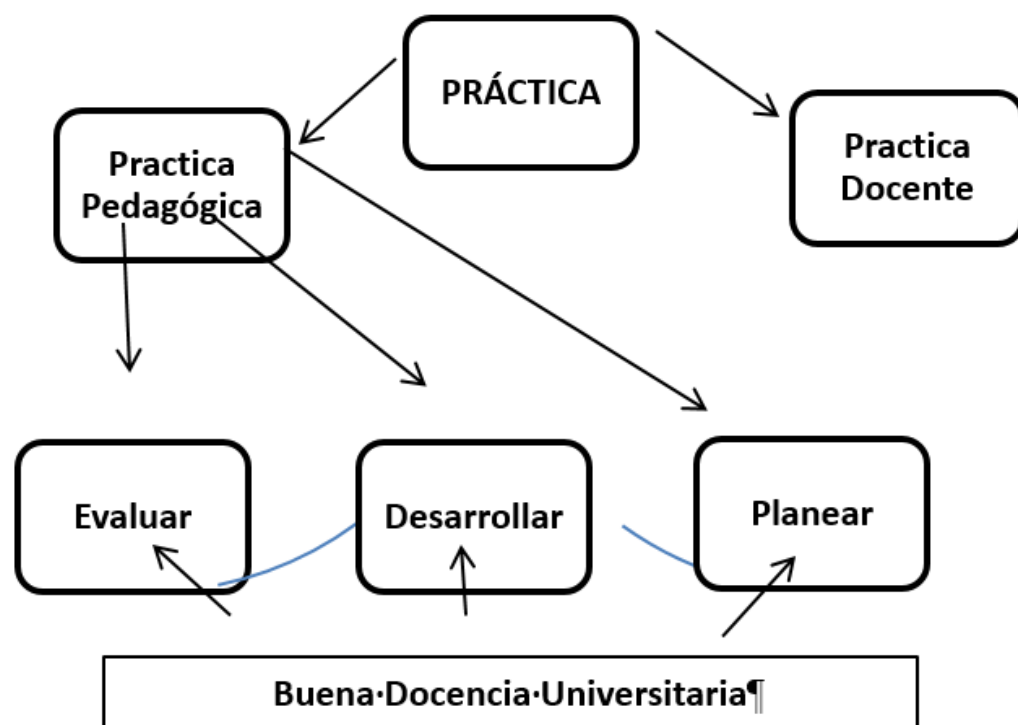 PRÁCTICA
Practica
Pedagógica
Practica
Docente
Evaluar
Desarrollar
Planear
Buena·Docencia·Universitaria¶